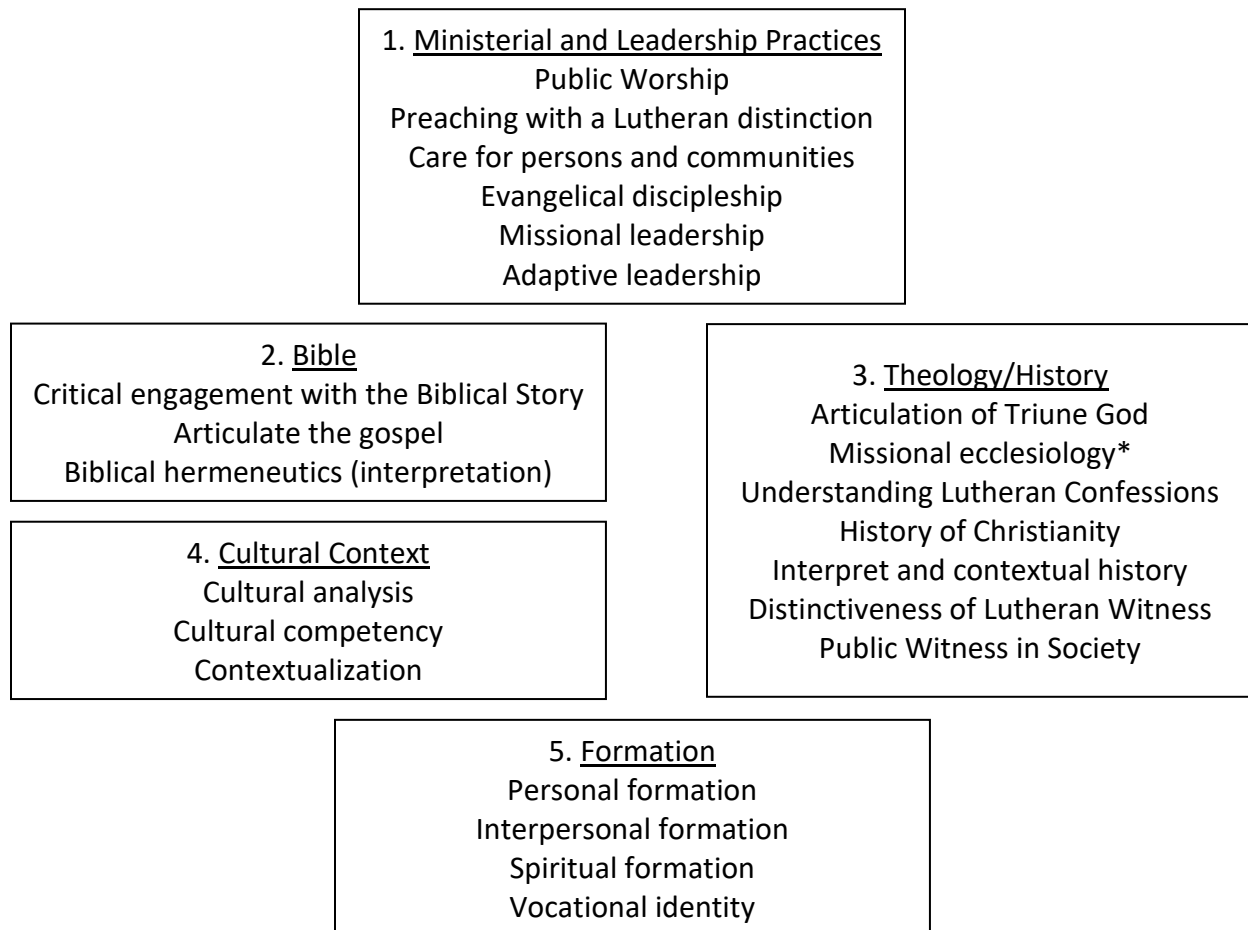 1. Ministerial and Leadership Practices
Public Worship
Preaching with a Lutheran distinction
Care for persons and communities
Evangelical discipleship
Missional leadership
Adaptive leadership
2. Bible
Critical engagement with the Biblical Story
Articulate the gospel
Biblical hermeneutics (interpretation)
3. Theology/History
Articulation of Triune God
Missional ecclesiology*
Understanding Lutheran Confessions
History of Christianity
Interpret and contextual history
Distinctiveness of Lutheran Witness
Public Witness in Society
4. Cultural Context
Cultural analysis
Cultural competency
Contextualization
5. Formation
Personal formation
Interpersonal formation
Spiritual formation
Vocational identity